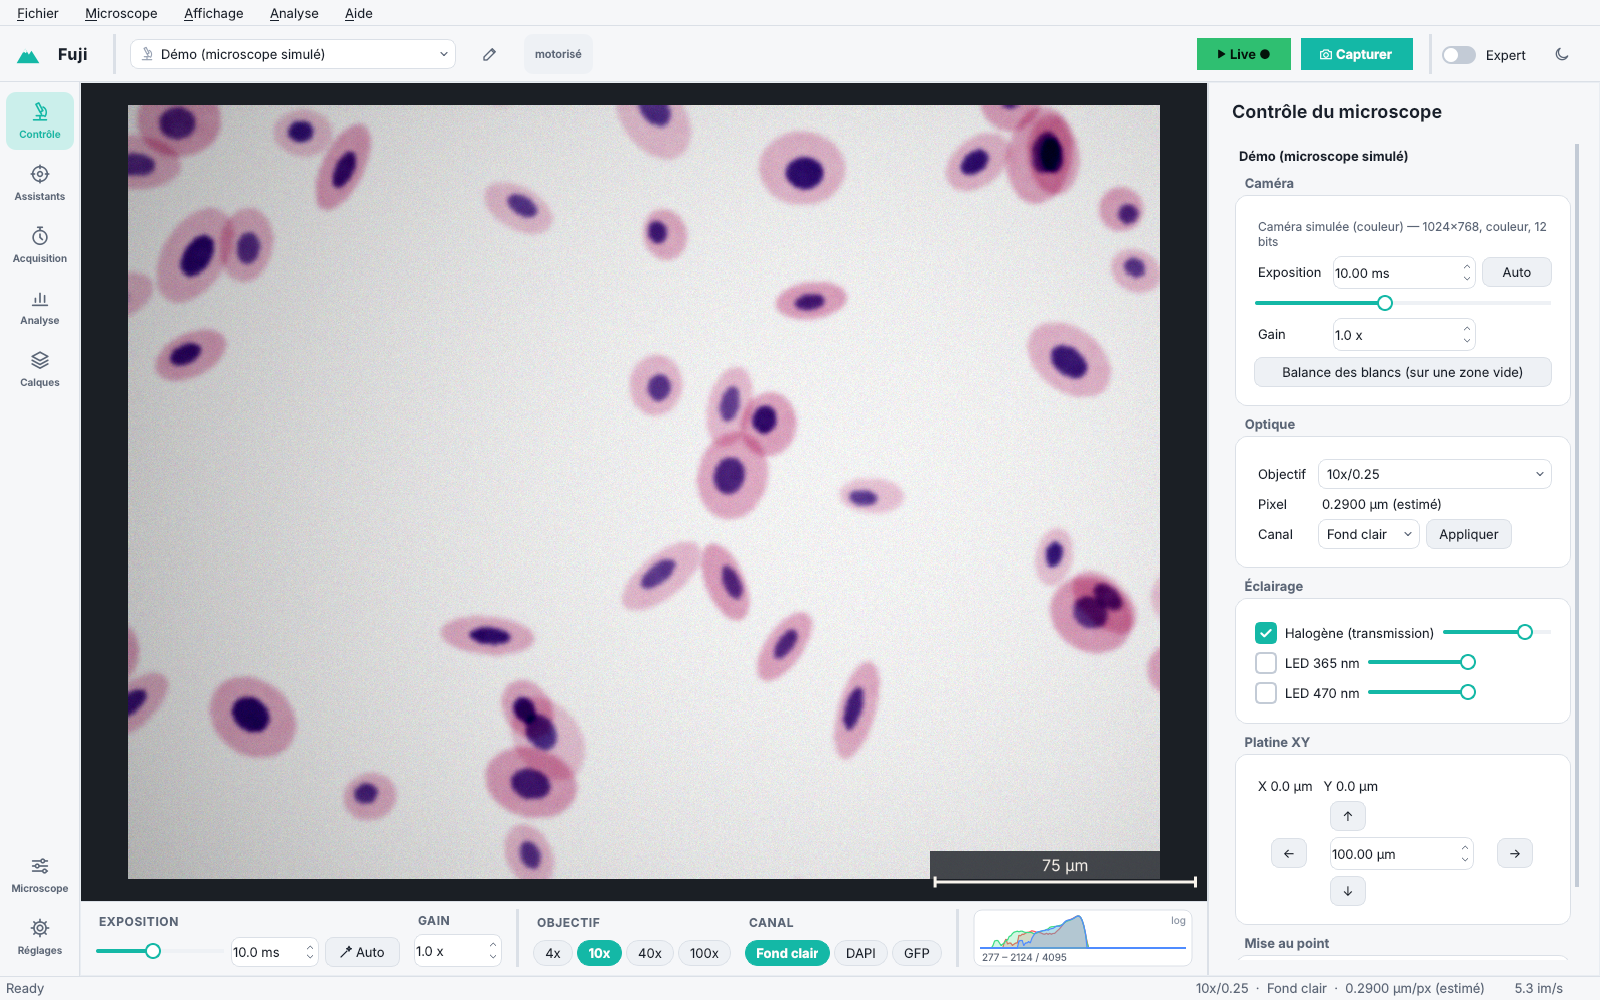 Fichier Microscope Affichage Analyse Aide
Fuji Démo (microscope simulé) motorisé Live Capturer Expert
Contrôle
Assistants
Acquisition
Analyse
Calques
Microscope
Réglages
75 µm
Contrôle du microscope
Démo (microscope simulé)
Caméra
Caméra simulée (couleur) — 1024×768, couleur, 12
bits
Exposition 10.00 ms Auto
Gain 1.0 x
Balance des blancs (sur une zone vide)
Optique
Objectif 10x/0.25
Pixel 0.2900 µm (estimé)
Canal Fond clair Appliquer
Éclairage
Halogène (transmission)
LED 365 nm
LED 470 nm
Platine XY
X 0.0 µm Y 0.0 µm
↑
← 100.00 µm →
↓
Mise au point
EXPOSITION GAIN OBJECTIF CANAL
10.0 ms Auto 1.0 x 4x 10x 40x 100x Fond clair DAPI GFP
log
277 – 2124 / 4095
Ready 10x/0.25 · Fond clair · 0.2900 µm/px (estimé) 5.3 im/s